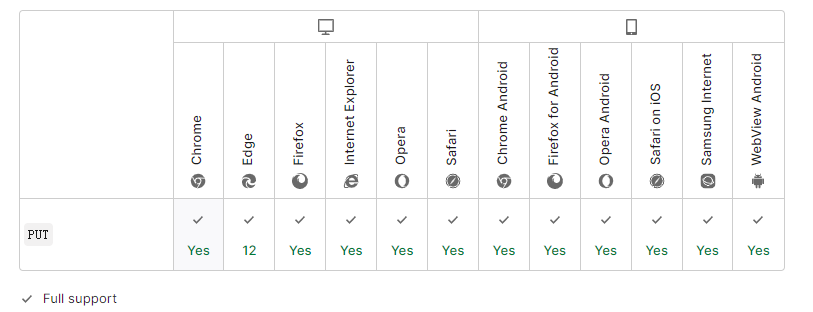 Chrome
Edge
Firefox
Internet Explorer
Opera
Safari
Chrome Android
Firefox for Android
Opera Android
Safari on iOS
Samsung Internet
WebView Android
PUT
Yes 12 Yes Yes Yes Yes Yes Yes Yes Yes Yes Yes
Full support